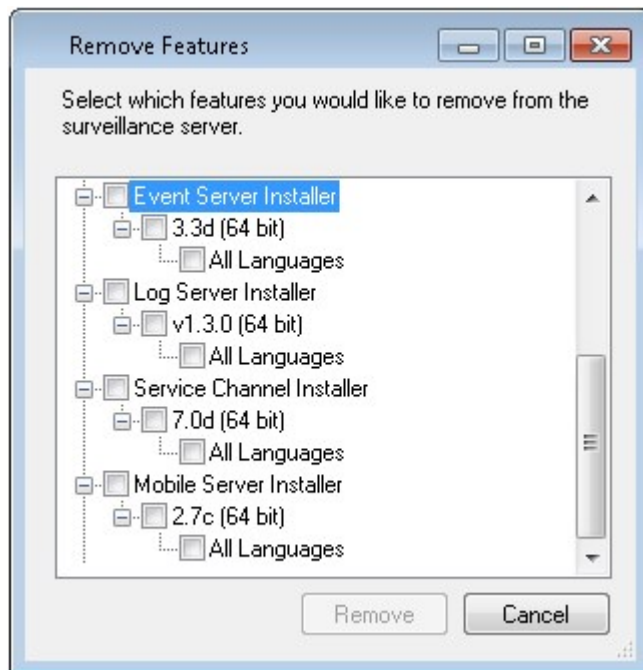 Remove Features
Select which features you would like to remove from the
surveillance server.
Event Server Installer
3.3d (64 bit)
All Languages
Log Server Installer
v1.3.0 (64 bit)
All Languages
Service Channel Installer
7.0d (64 bit)
All Languages
Mobile Server Installer
2.7c (64 bit)
All Languages
Remove Cancel